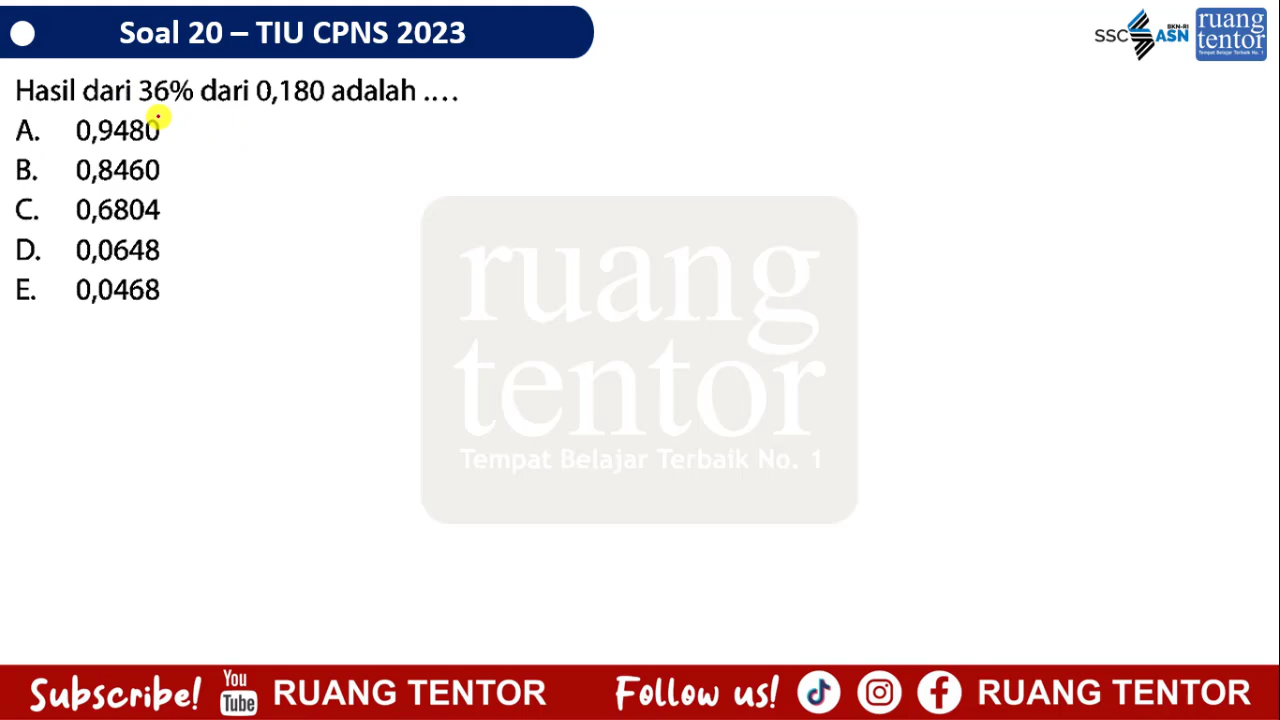 Soal 20 – TIU CPNS 2023
SSC BKN-RI ASN
ruang
tentor
Tempat Belajar Terbaik No. 1
Hasil dari 36% dari 0,180 adalah ....
A. 0,9480
B. 0,8460
C. 0,6804
D. 0,0648
E. 0,0468
ruang
tentor
Tempat Belajar Terbaik No. 1
Subscribe! You Tube RUANG TENTOR Follow us! RUANG TENTOR